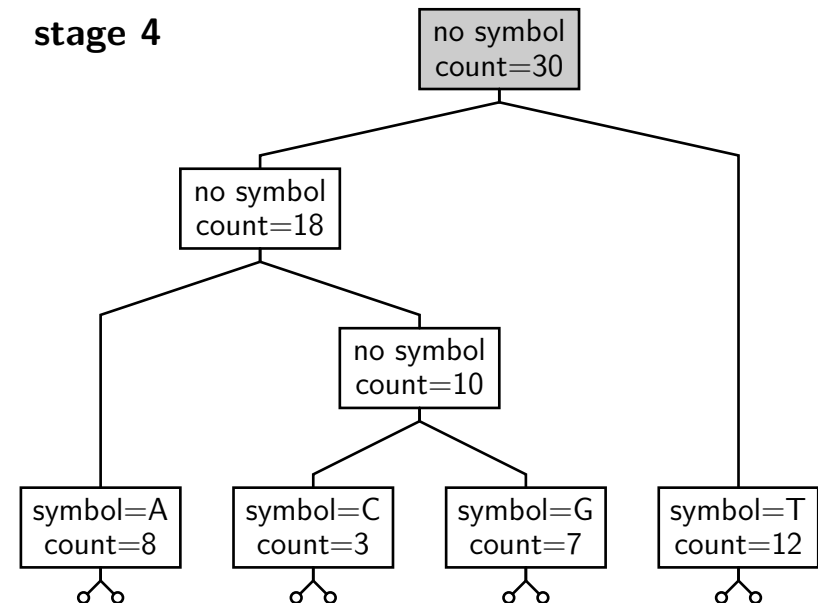 stage 4
no symbol
count=30
no symbol
count=18
no symbol
count=10
symbol=A
count=8
symbol=C
count=3
symbol=G
count=7
symbol=T
count=12